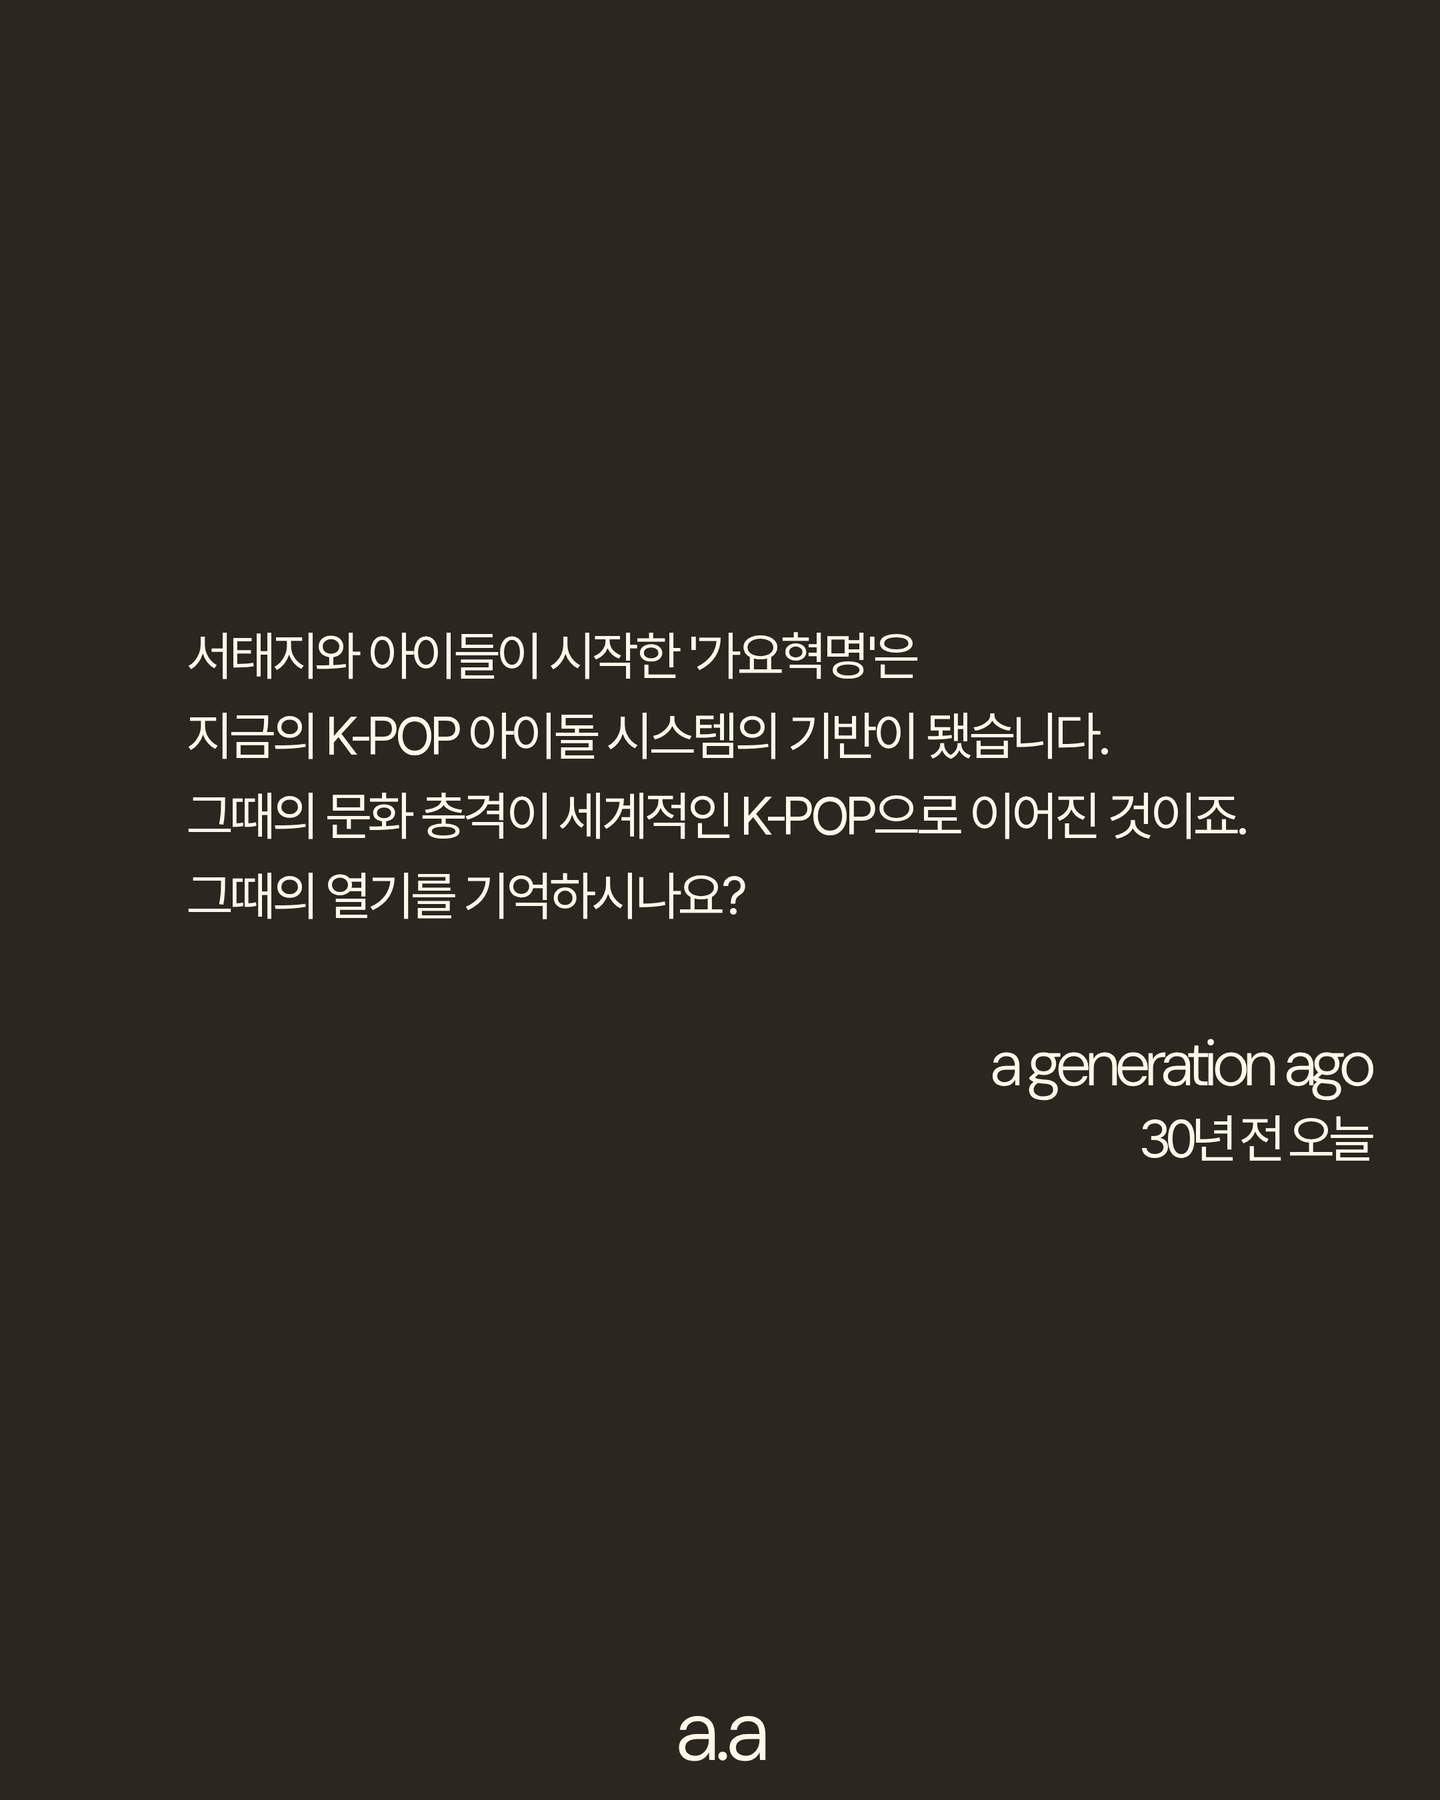 서태지와 아이들이 시작한 '가요혁명'은
지금의 K-POP 아이돌 시스템의 기반이 됐습니다.
그때의 문화 충격이 세계적인 K-POP으로 이어진 것이죠.
그때의 열기를 기억하시나요?
a generation ago
30년 전 오늘
a.a